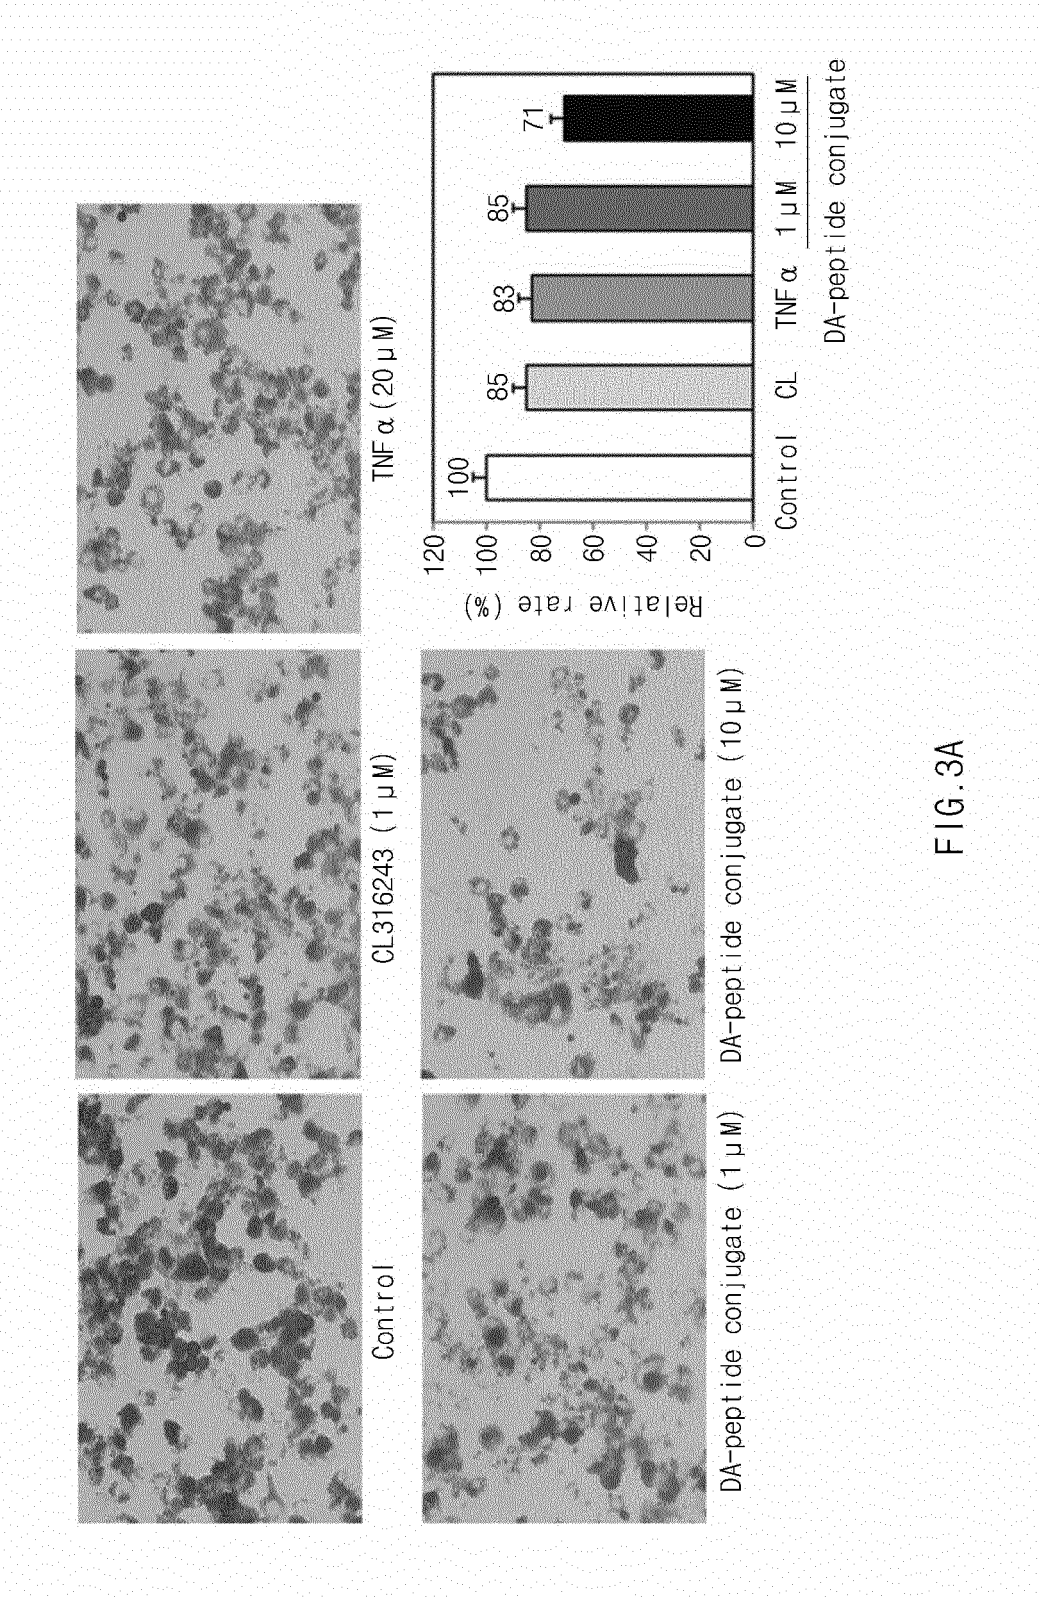 Control
CL316243 (1 μM)
TNFα (20 μM)
DA-peptide conjugate (1 μM)
DA-peptide conjugate (10 μM)
Relative rate (%)
120
100
80
60
40
20
0
100
85
83
85
71
Control CL TNFα 1 μM 10 μM
DA-peptide conjugate
FIG.3A